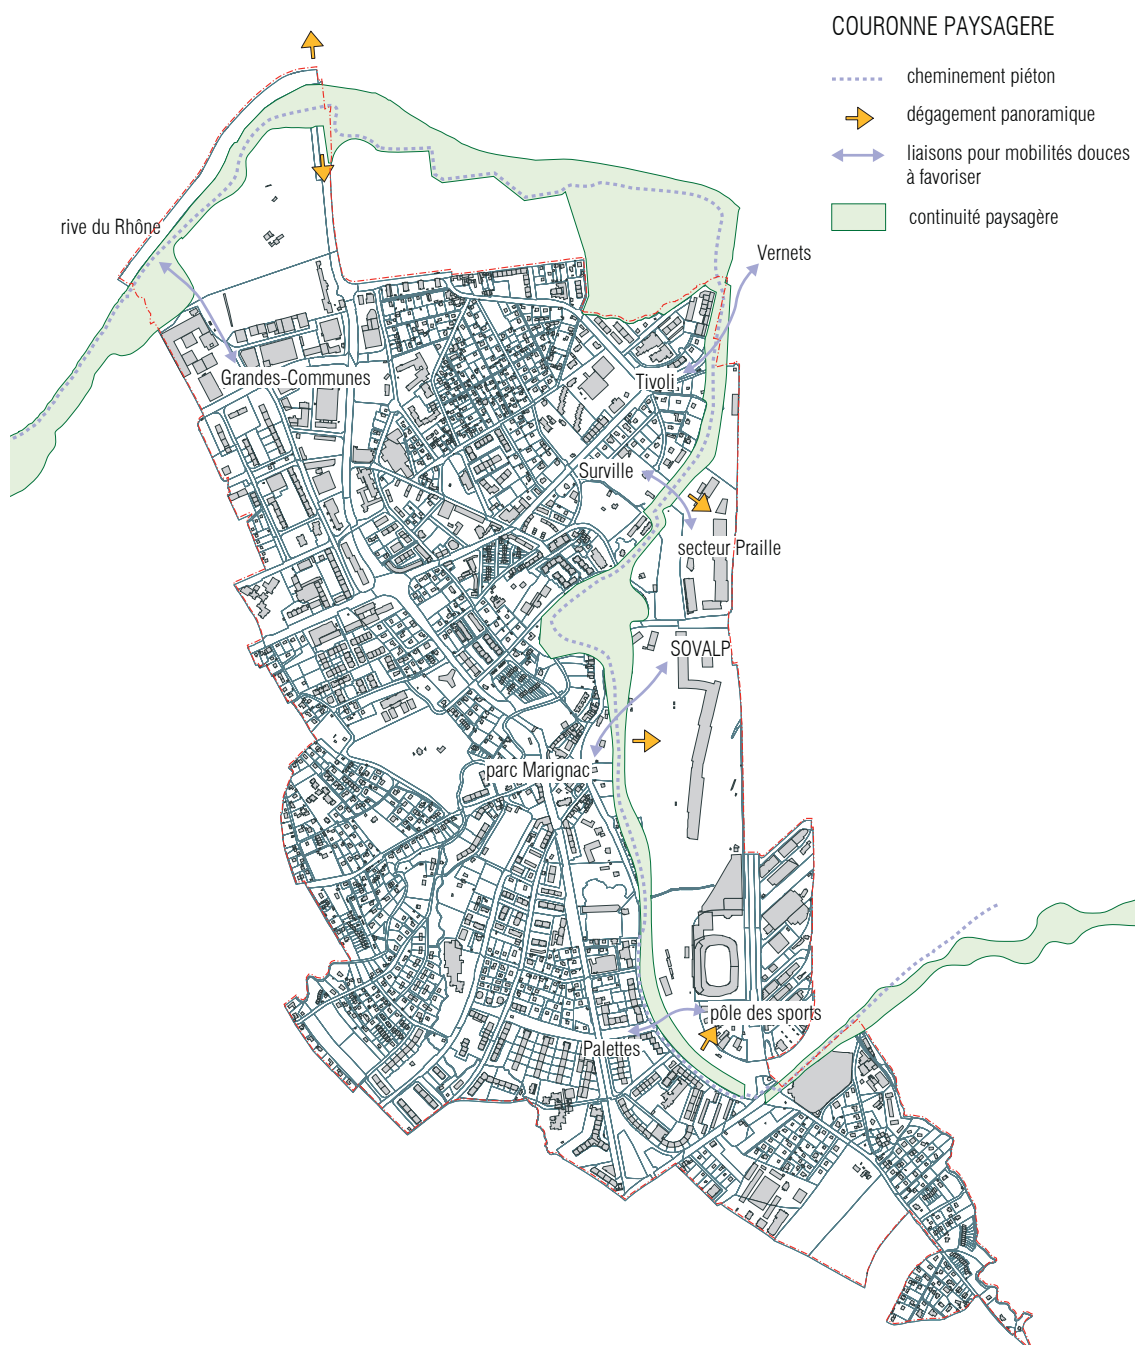 COURONNE PAYSAGERE
cheminement piéton
dégagement panoramique
liaisons pour mobilités douces
à favoriser
continuité paysagère
rive du Rhône
Vernets
Grandes-Communes
Tivoli
Surville
secteur Praille
SOVALP
parc Marignac
pôle des sports
Palettes